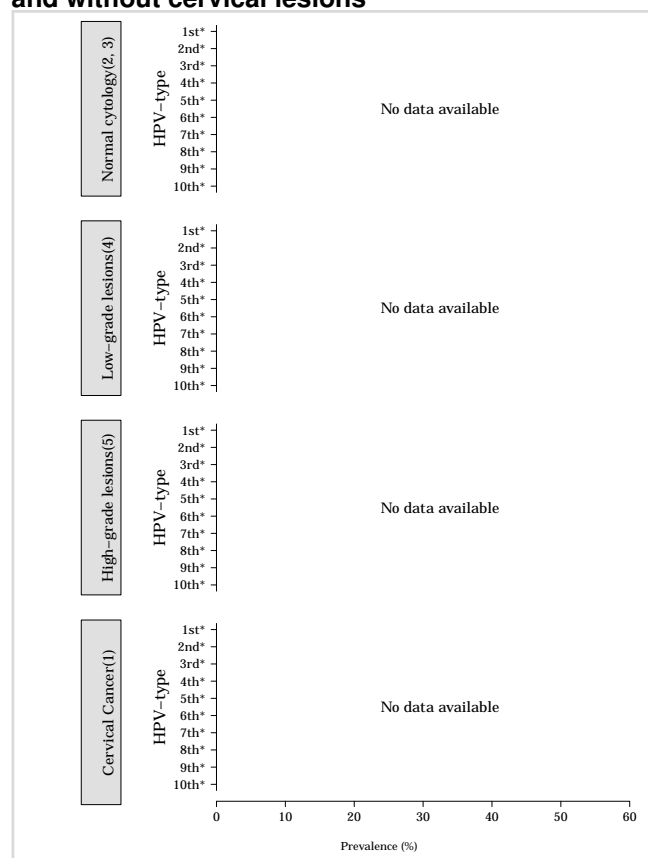 and without cervical lesions
Normal cytology(2, 3)
HPV−type
1st*
2nd*
3rd*
4th*
5th*
6th*
7th*
8th*
9th*
10th*
No data available
Low−grade lesions(4)
HPV−type
1st*
2nd*
3rd*
4th*
5th*
6th*
7th*
8th*
9th*
10th*
No data available
High−grade lesions(5)
HPV−type
1st*
2nd*
3rd*
4th*
5th*
6th*
7th*
8th*
9th*
10th*
No data available
Cervical Cancer(1)
HPV−type
1st*
2nd*
3rd*
4th*
5th*
6th*
7th*
8th*
9th*
10th*
No data available
0 10 20 30 40 50 60
Prevalence (%)